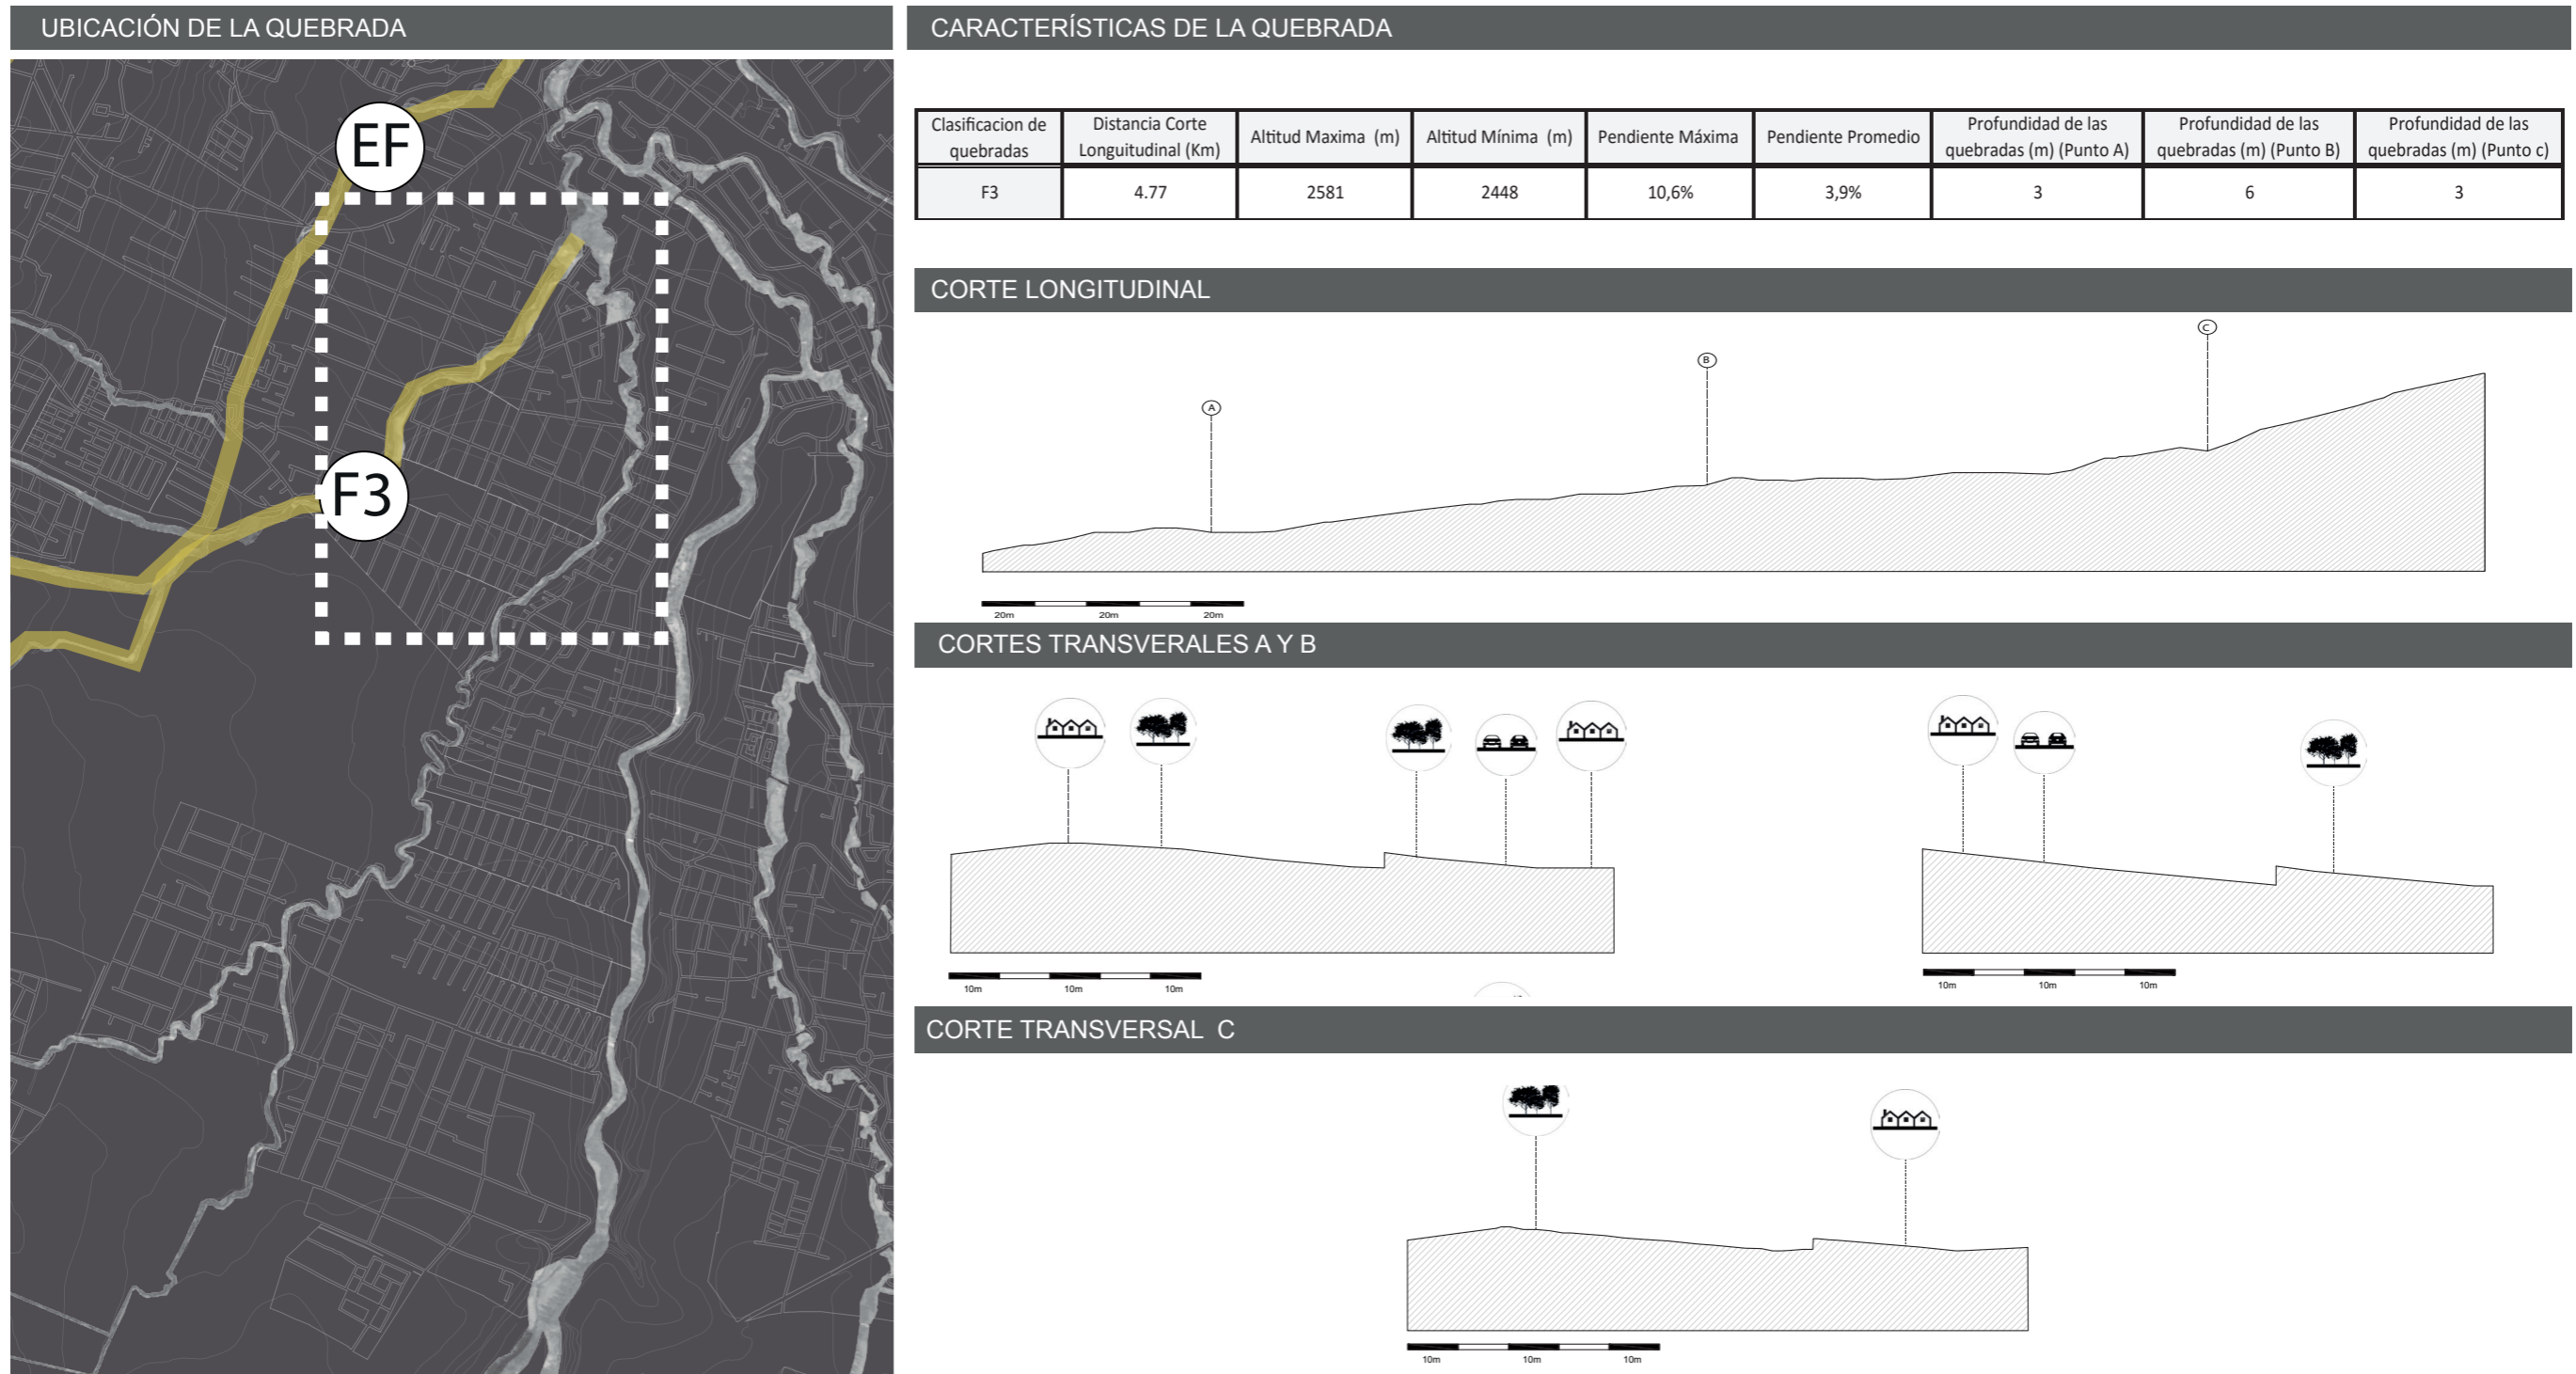 UBICACIÓN DE LA QUEBRADA
EF
F3
CARACTERÍSTICAS DE LA QUEBRADA
Clasificacion de quebradas
Distancia Corte Longuitudinal (Km)
Altitud Maxima (m)
Altitud Mínima (m)
Pendiente Máxima
Pendiente Promedio
Profundidad de las quebradas (m) (Punto A)
Profundidad de las quebradas (m) (Punto B)
Profundidad de las quebradas (m) (Punto c)
F3 4.77 2581 2448 10,6% 3,9% 3 6 3
CORTE LONGITUDINAL
A
B
C
20m 20m 20m
CORTES TRANSVERALES A Y B
10m 10m 10m
10m 10m 10m
CORTE TRANSVERSAL C
10m 10m 10m